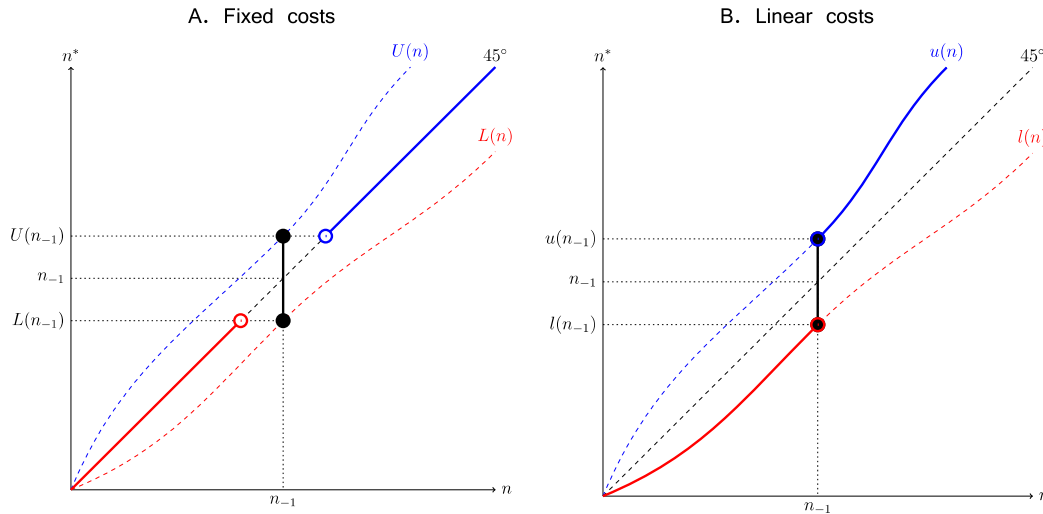 A. Fixed costs
n*
U(n)
45°
L(n)
U(n₋₁)
n₋₁
L(n₋₁)
n₋₁
n
B. Linear costs
n*
u(n)
45°
l(n)
u(n₋₁)
n₋₁
l(n₋₁)
n₋₁
n